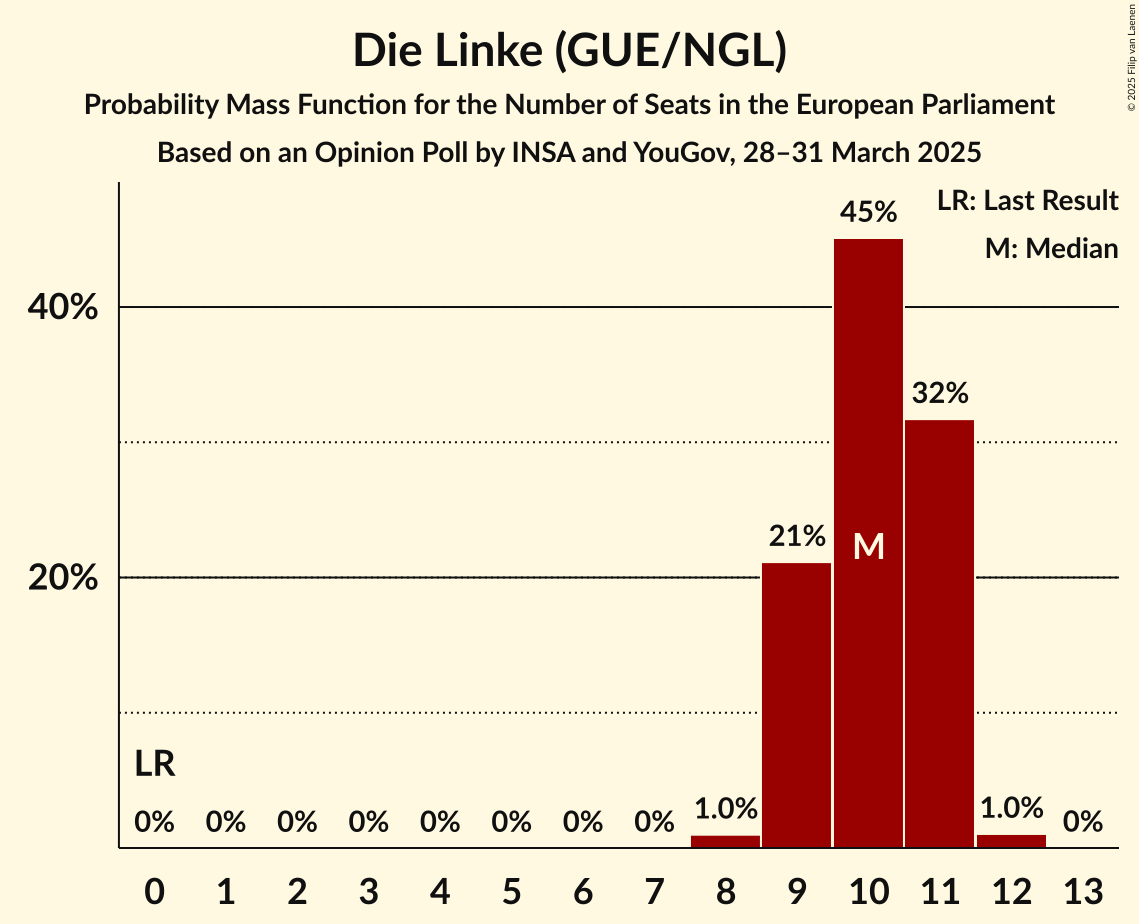 Die Linke (GUE/NGL)
Probability Mass Function for the Number of Seats in the European Parliament
Based on an Opinion Poll by INSA and YouGov, 28–31 March 2025
© 2025 Filip van Laenen
LR: Last Result
M: Median
45%
40%
32%
21%
M
20%
LR
0% 0% 0% 0% 0% 0% 0% 0% 1.0% 1.0% 0%
0 1 2 3 4 5 6 7 8 9 10 11 12 13